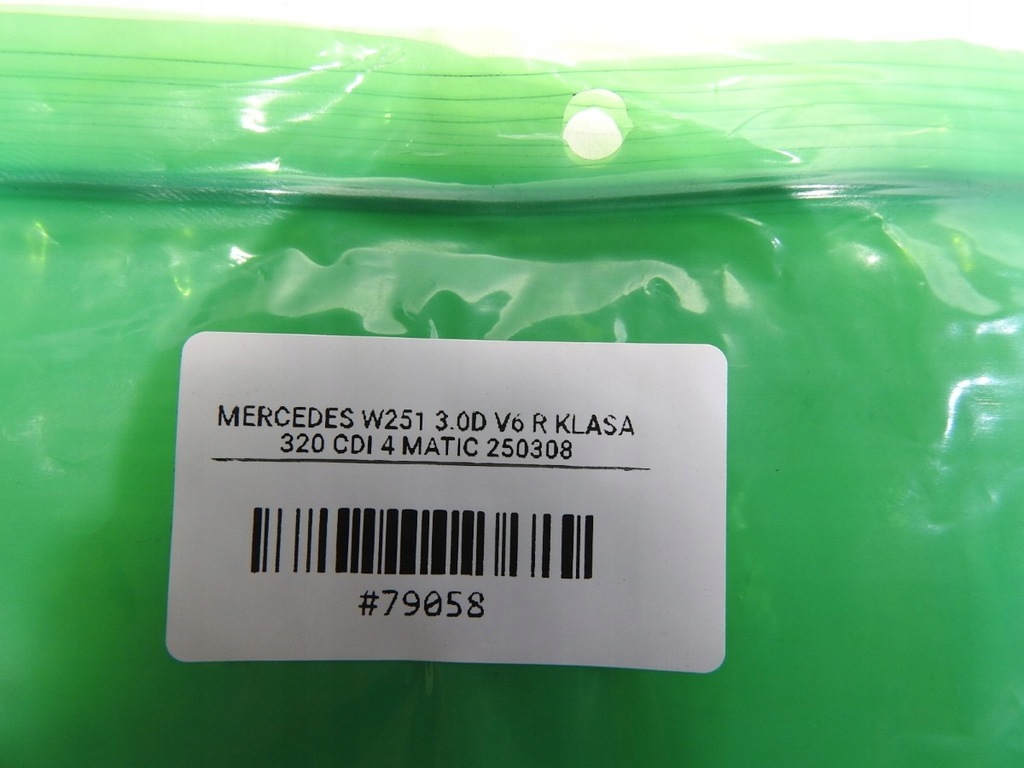 MERCEDES W251 3.0D V6 R KLASA
320 CDI 4 MATIC 250308
#79058